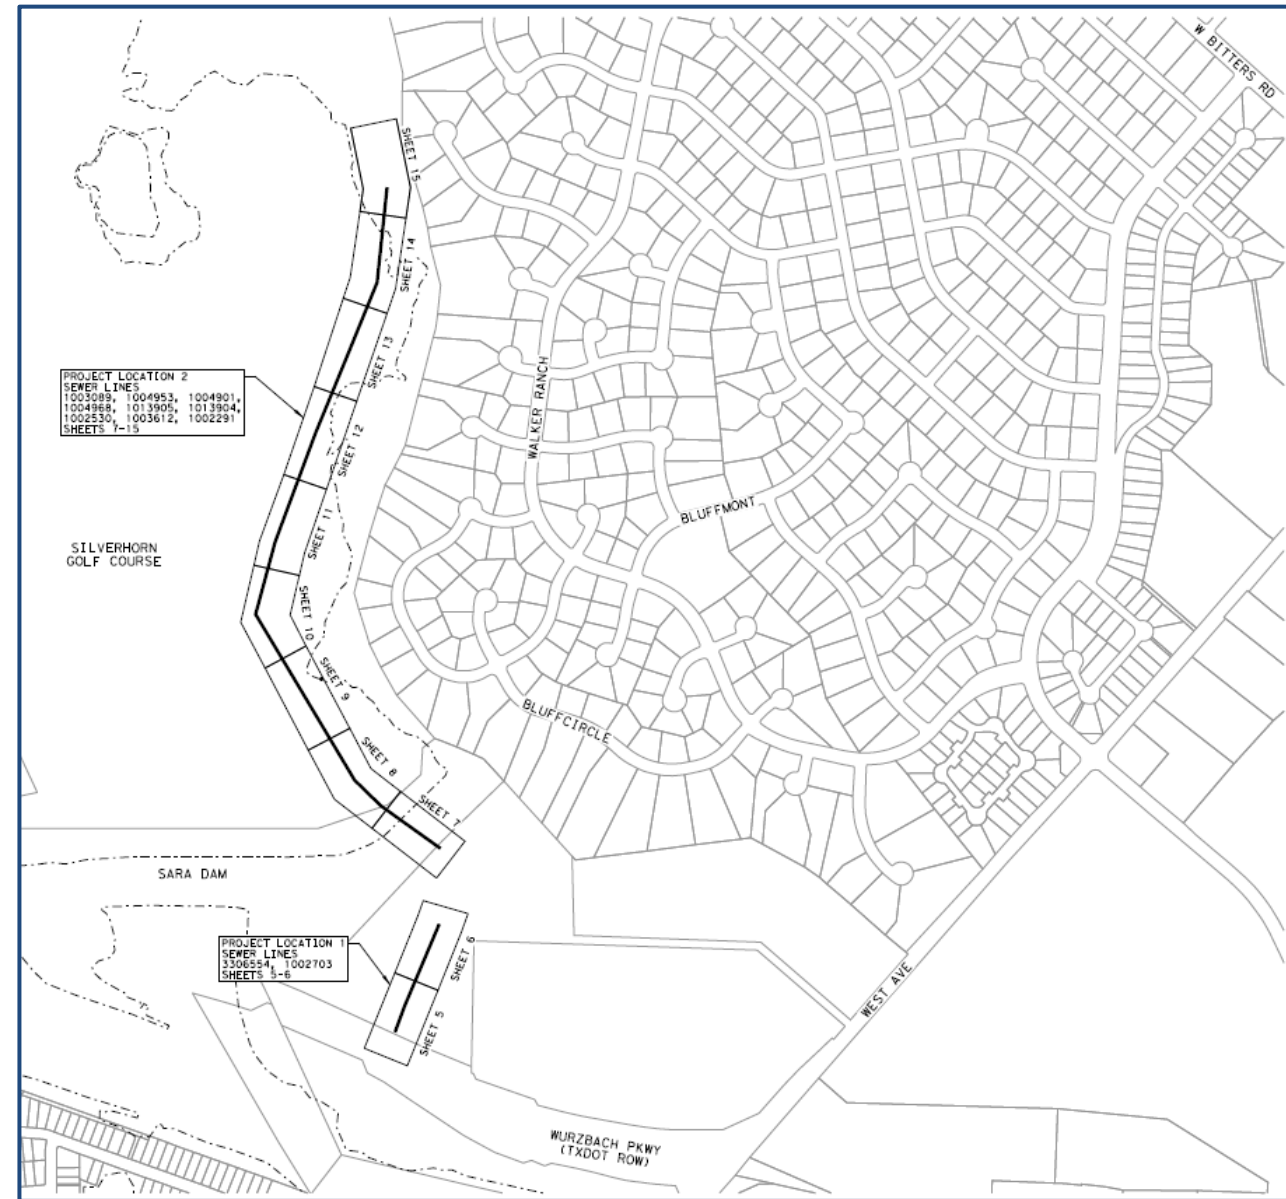 W BITTERS RD
SHEET 15
SHEET 14
SHEET 13
PROJECT LOCATION 2
SEWER LINES
1003089, 1004953, 1004901,
1004968, 1013905, 1013904,
1002530, 1003612, 1002291
SHEETS 7-15
WALKER RANCH
SHEET 12
BLUFFMONT
SHEET 11
SILVERHORN
GOLF COURSE
SHEET 10
SHEET 9
BLUFFCIRCLE
SHEET 8
SHEET 7
SARA DAM
PROJECT LOCATION 1
SEWER LINES
3306554, 1002703
SHEETS 5-6
SHEET 6
WEST AVE
SHEET 5
WURZBACH PKWY
(TXDOT ROW)